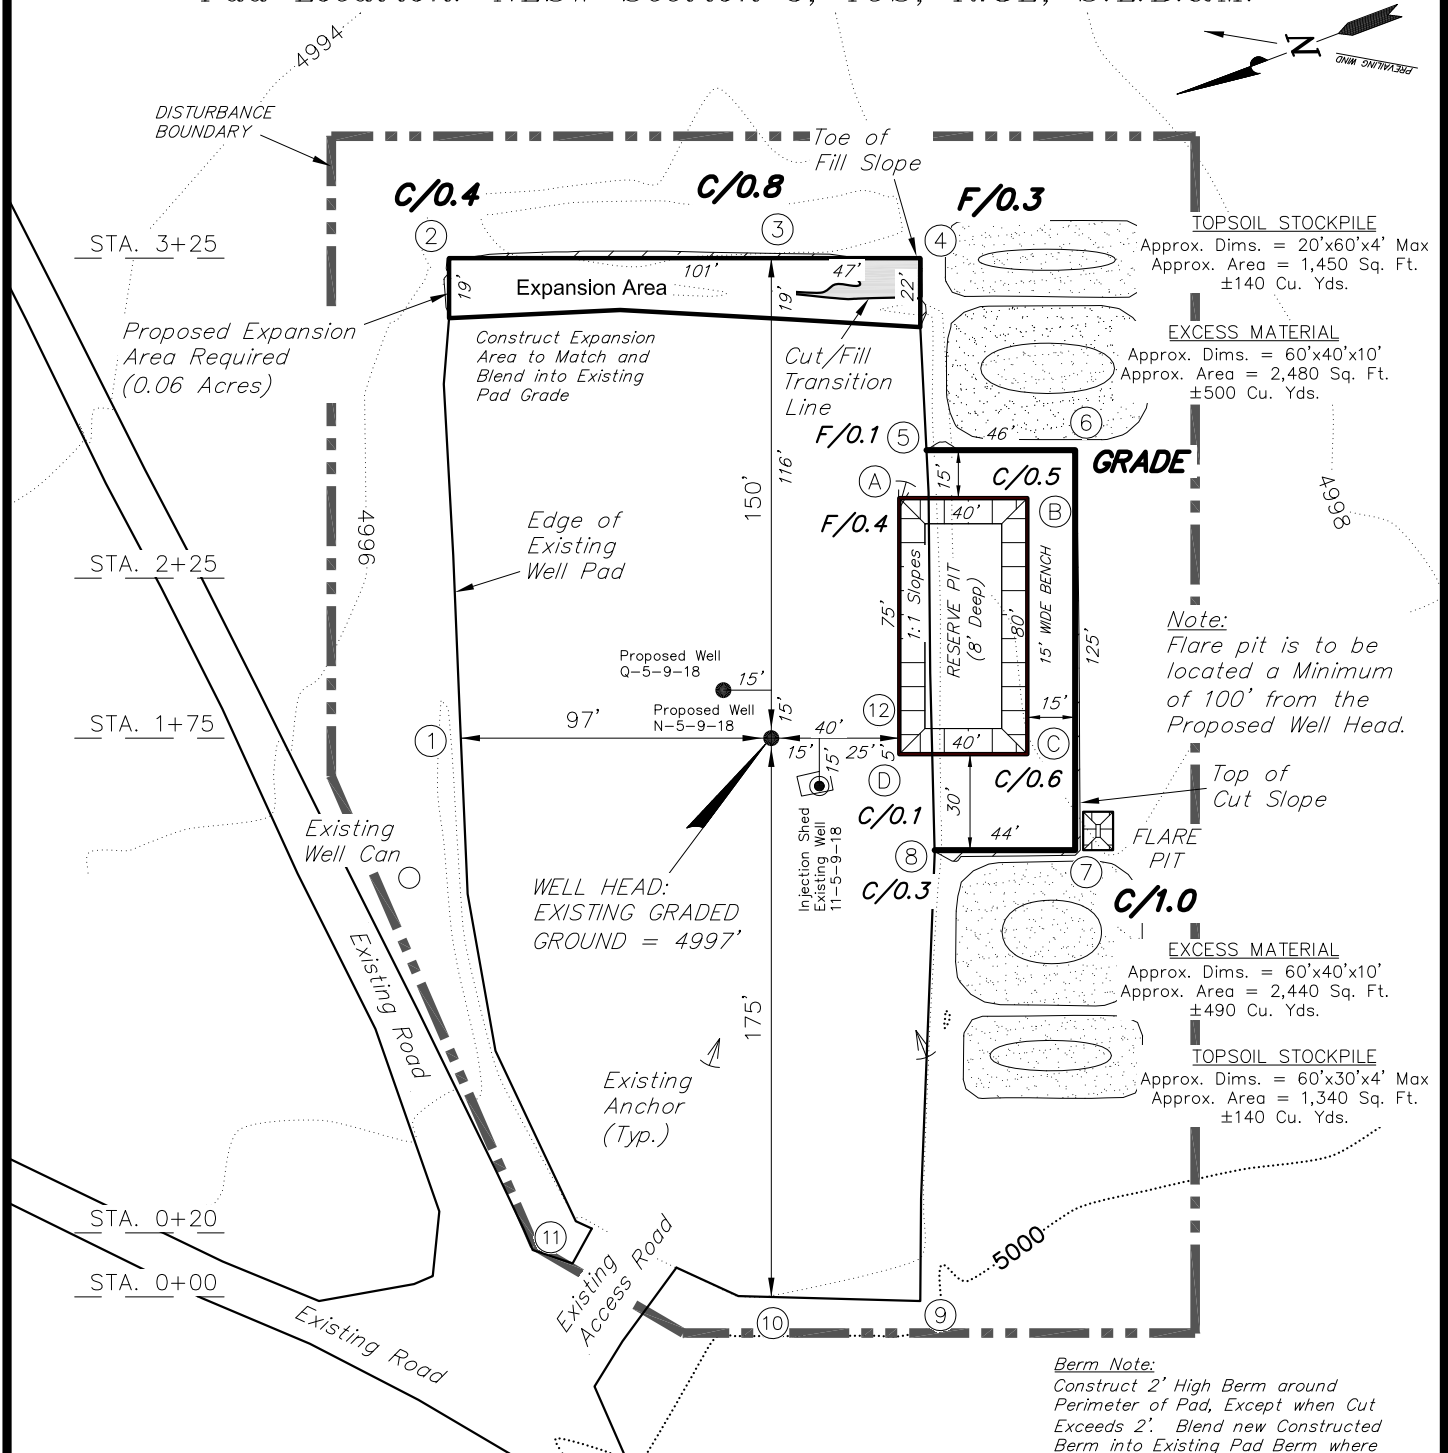 4994
N
PREVAILING WIND
DISTURBANCE
BOUNDARY
Toe of
Fill Slope
C/0.4
C/0.8
F/0.3
STA. 3+25
2
3
4
TOPSOIL STOCKPILE
Approx. Dims. = 20'x60'x4' Max
Approx. Area = 1,450 Sq. Ft.
±140 Cu. Yds.
19'
Expansion Area
101'
19'
47'
22'
Proposed Expansion
Area Required
(0.06 Acres)
Construct Expansion
Area to Match and
Blend into Existing
Pad Grade
Cut/Fill
Transition
Line
EXCESS MATERIAL
Approx. Dims. = 60'x40'x10'
Approx. Area = 2,480 Sq. Ft.
±500 Cu. Yds.
F/0.1
5
46'
6
GRADE
150'
116'
A
15'
C/0.5
4998
4996
Edge of
Existing
Well Pad
F/0.4
40'
B
STA. 2+25
75'
1:1 Slopes
RESERVE PIT
(8' Deep)
80'
15' WIDE BENCH
125'
Note:
Flare pit is to be
located a Minimum
of 100' from the
Proposed Well Head.
Proposed Well
Q-5-9-18
15'
Proposed Well
N-5-9-18
15'
STA. 1+75
1
97'
40'
15'
25'
5'
15'
12
40'
15'
C
D
C/0.6
C/0.1
30'
Top of
Cut Slope
Existing
Well Can
Injection Shed
Existing Well
11-5-9-18
44'
8
FLARE
PIT
7
C/0.3
C/1.0
WELL HEAD:
EXISTING GRADED
GROUND = 4997'
EXCESS MATERIAL
Approx. Dims. = 60'x40'x10'
Approx. Area = 2,440 Sq. Ft.
±490 Cu. Yds.
Existing Road
175'
Existing
Anchor
(Typ.)
TOPSOIL STOCKPILE
Approx. Dims. = 60'x30'x4' Max
Approx. Area = 1,340 Sq. Ft.
±140 Cu. Yds.
STA. 0+20
11
5000
STA. 0+00
Existing
Access Road
Existing Road
10
9
Berm Note:
Construct 2' High Berm around
Perimeter of Pad, Except when Cut
Exceeds 2'. Blend new Constructed
Berm into Existing Pad Berm where